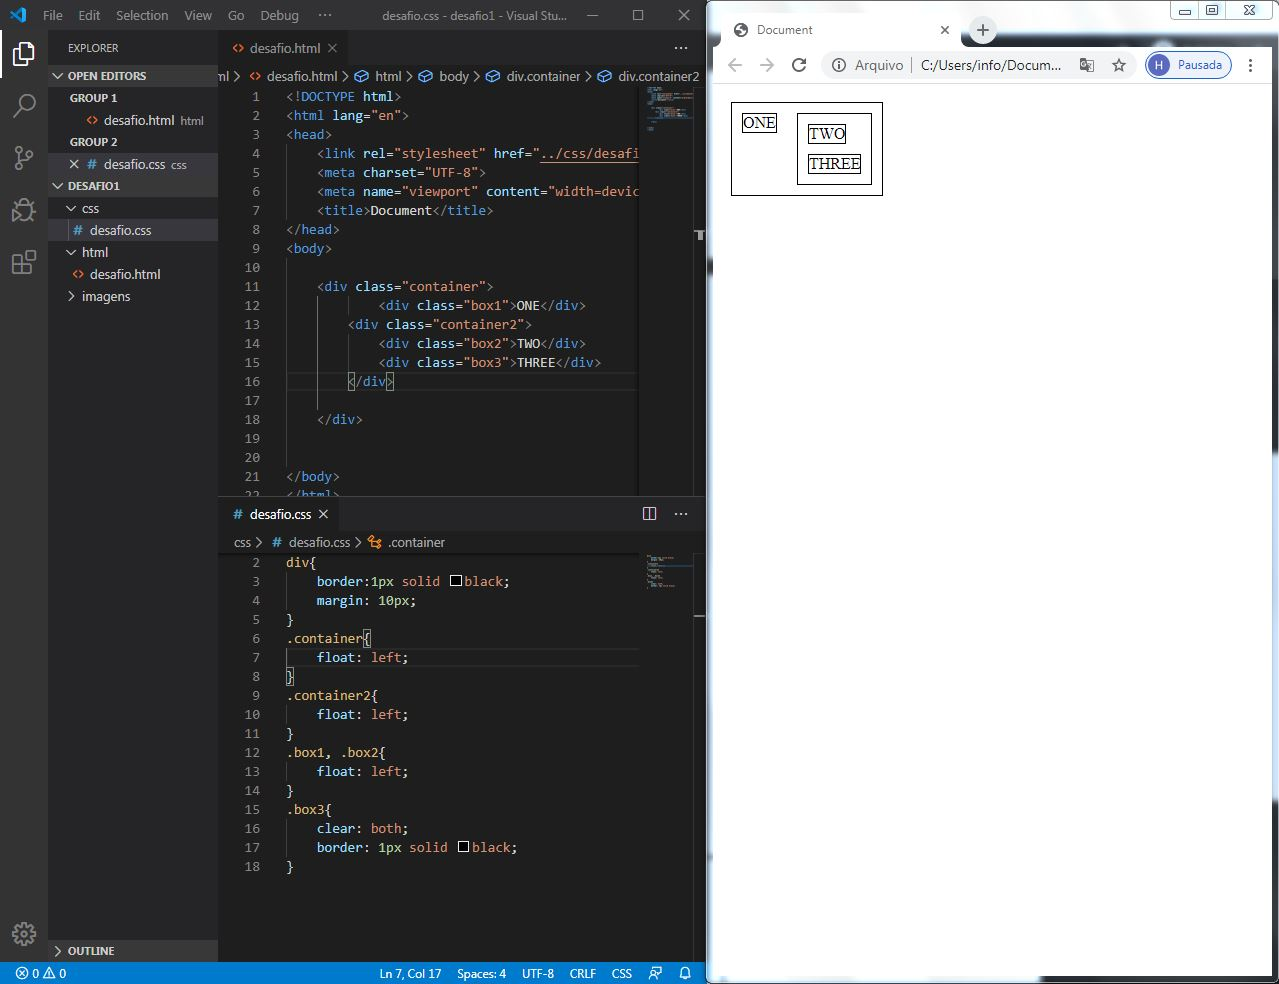 File Edit Selection View Go Debug ··· desafio.css - desafio1 - Visual Stu...
EXPLORER
OPEN EDITORS
GROUP 1
desafio.html html
GROUP 2
desafio.css css
DESAFIO1
css
desafio.css
html
desafio.html
imagens
OUTLINE
desafio.html
ml > desafio.html > html > body > div.container > div.container2
1 <!DOCTYPE html>
2 <html lang="en">
3 <head>
4 <link rel="stylesheet" href="../css/desafi
5 <meta charset="UTF-8">
6 <meta name="viewport" content="width=devic
7 <title>Document</title>
8 </head>
9 <body>
10
11 <div class="container">
12 <div class="box1">ONE</div>
13 <div class="container2">
14 <div class="box2">TWO</div>
15 <div class="box3">THREE</div>
16 </div>
17
18 </div>
19
20
21 </body>
22 </html>
# desafio.css
css > # desafio.css > .container
2 div{
3 border:1px solid black;
4 margin: 10px;
5 }
6 .container{
7 float: left;
8 }
9 .container2{
10 float: left;
11 }
12 .box1, .box2{
13 float: left;
14 }
15 .box3{
16 clear: both;
17 border: 1px solid black;
18 }
0 0 Ln 7, Col 17 Spaces: 4 UTF-8 CRLF CSS
Document
Arquivo | C:/Users/info/Docum... H Pausada
ONE
TWO
THREE